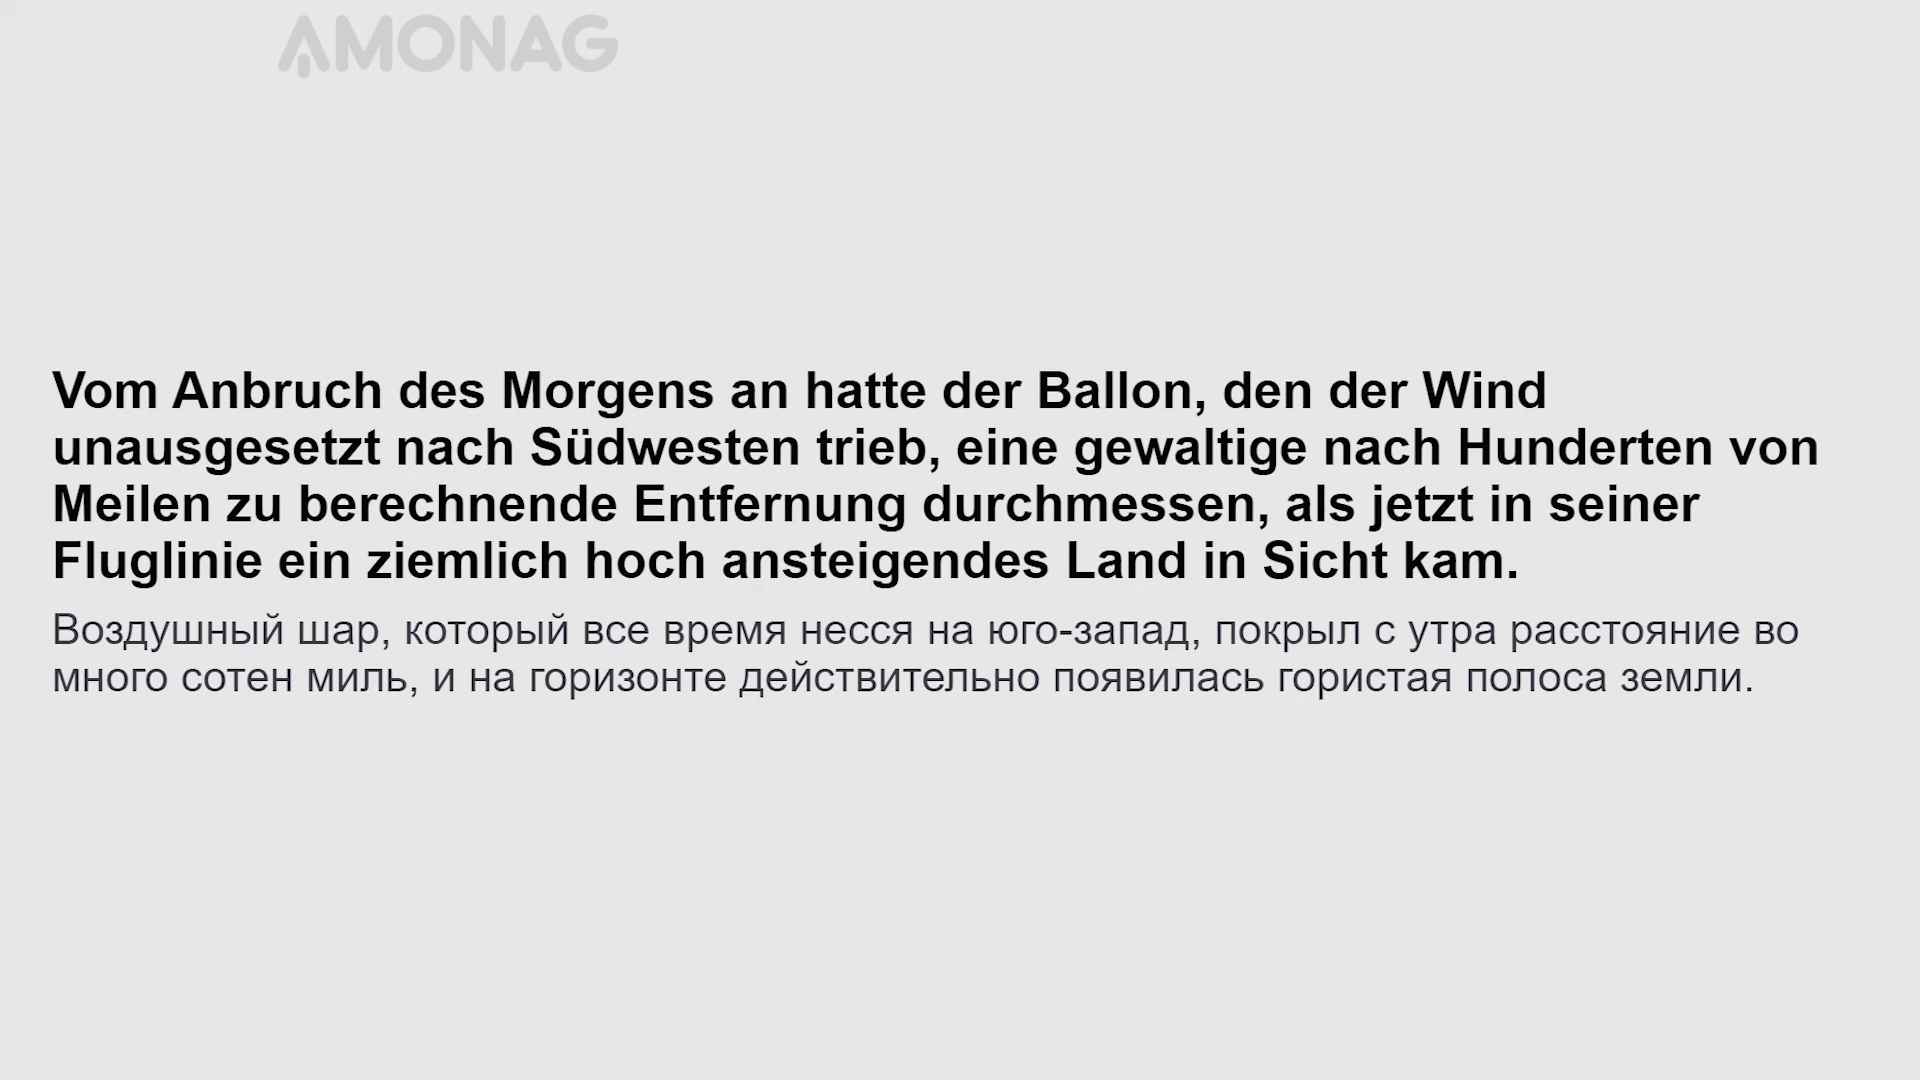 AMONAG
Vom Anbruch des Morgens an hatte der Ballon, den der Wind
unausgesetzt nach Südwesten trieb, eine gewaltige nach Hunderten von
Meilen zu berechnende Entfernung durchmessen, als jetzt in seiner
Fluglinie ein ziemlich hoch ansteigendes Land in Sicht kam.
Воздушный шар, который все время несся на юго-запад, покрыл с утра расстояние во
много сотен миль, и на горизонте действительно появилась гористая полоса земли.